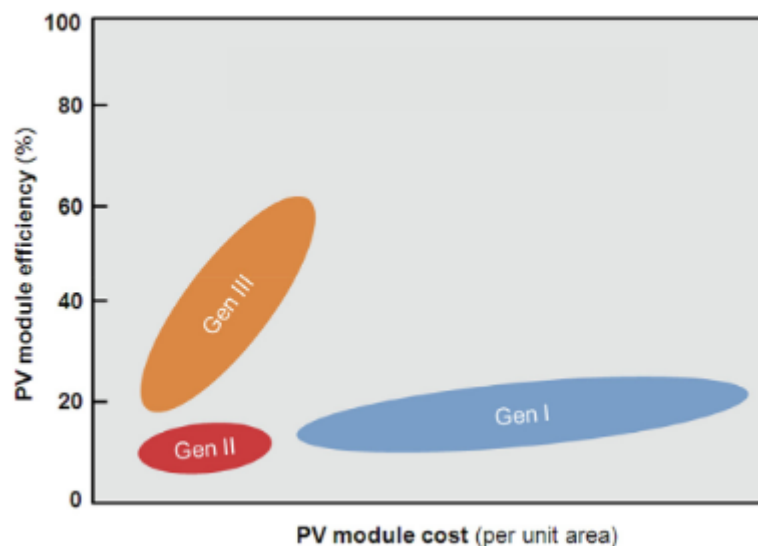 100
80
60
40
20
0
PV module efficiency (%)
Gen III
Gen II
Gen I
PV module cost (per unit area)